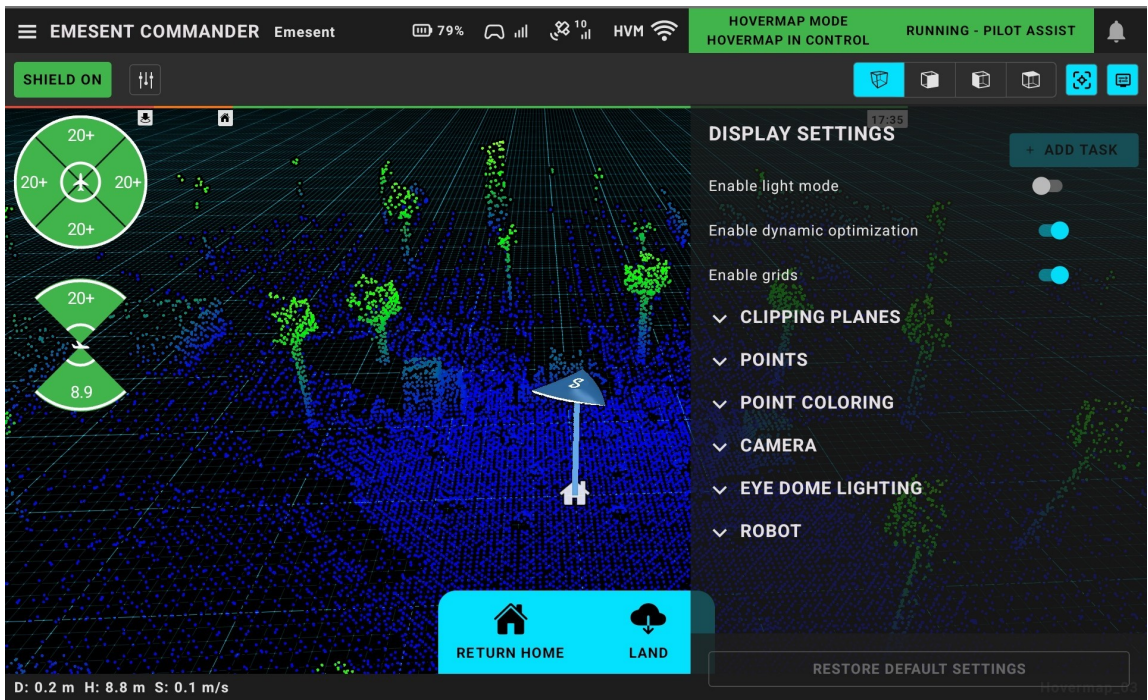 EMESENT COMMANDER Emesent 79% 10 HVM
HOVERMAP MODE
HOVERMAP IN CONTROL
RUNNING - PILOT ASSIST
SHIELD ON
17:35
20+
20+ 20+
20+
20+
8.9
S
DISPLAY SETTINGS
+ ADD TASK
Enable light mode
Enable dynamic optimization
Enable grids
CLIPPING PLANES
POINTS
POINT COLORING
CAMERA
EYE DOME LIGHTING
ROBOT
RETURN HOME
LAND
RESTORE DEFAULT SETTINGS
D: 0.2 m H: 8.8 m S: 0.1 m/s